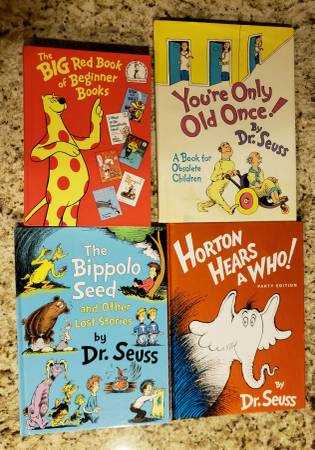 The
BIG Red Book
of Beginner
Books
You're Only
Old Once!
By
Dr. Seuss
A Book for
Obsolete
Children
The
Bippolo
Seed
and Other
Lost Stories
by
Dr. Seuss
HORTON
HEARS
A WHO!
PARTY EDITION
By
Dr. Seuss